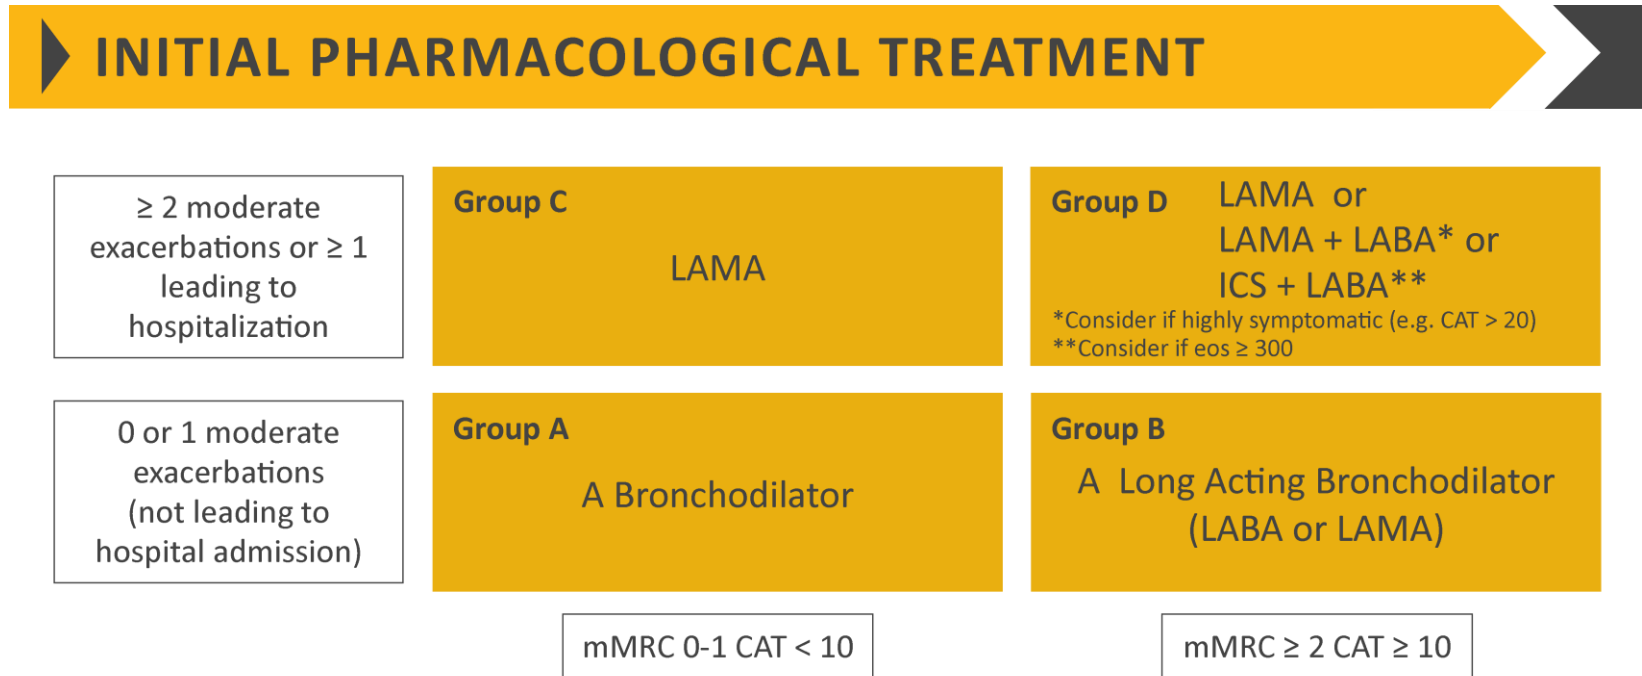 INITIAL PHARMACOLOGICAL TREATMENT
≥ 2 moderate
exacerbations or ≥ 1
leading to
hospitalization
Group C
LAMA
Group D
LAMA or
LAMA + LABA* or
ICS + LABA**
*Consider if highly symptomatic (e.g. CAT > 20)
**Consider if eos ≥ 300
0 or 1 moderate
exacerbations
(not leading to
hospital admission)
Group A
A Bronchodilator
Group B
A Long Acting Bronchodilator
(LABA or LAMA)
mMRC 0-1 CAT < 10
mMRC ≥ 2 CAT ≥ 10